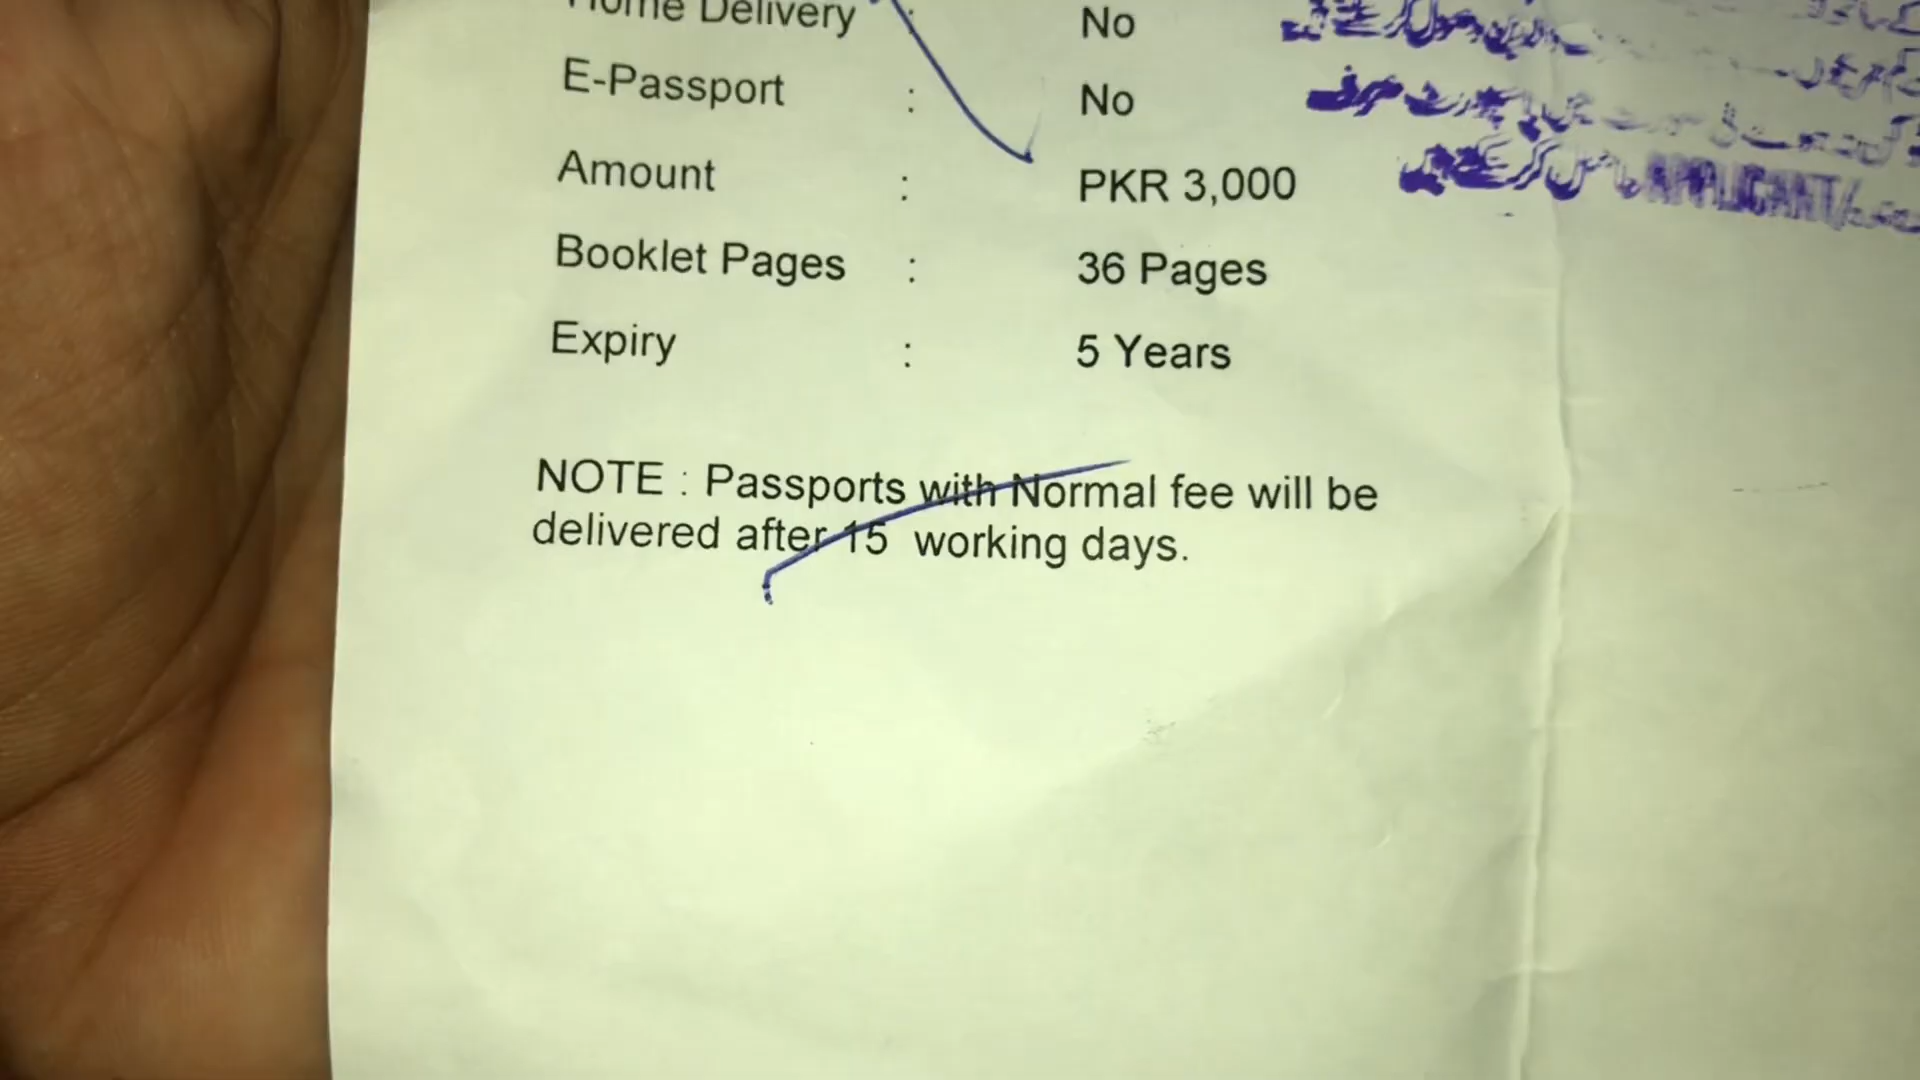 Home Delivery : No
E-Passport : No
Amount : PKR 3,000
Booklet Pages : 36 Pages
Expiry : 5 Years
NOTE : Passports with Normal fee will be
delivered after 15 working days.
APPLICANT/